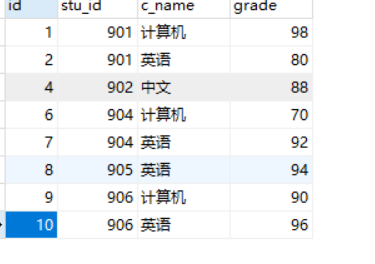 id stu_id c_name grade
1 901 计算机 98
2 901 英语 80
4 902 中文 88
6 904 计算机 70
7 904 英语 92
8 905 英语 94
9 906 计算机 90
10 906 英语 96